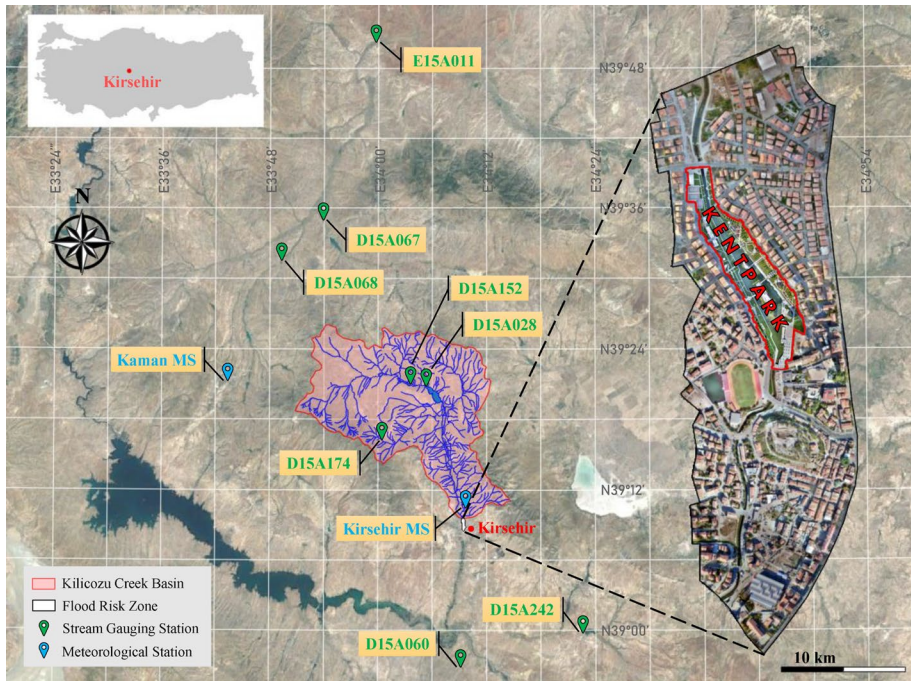 Kirsehir
E15A011
N39°48'
E33°24"
E33°36'
E33°48'
E34°00'
E34°12'
E34°24'
E34°54'
N
N39°36'
D15A067
D15A068
KENTPARK
D15A152
D15A028
N39°24'
Kaman MS
D15A174
N39°12'
Kirsehir MS
Kirsehir
Kilicozu Creek Basin
Flood Risk Zone
Stream Gauging Station
Meteorological Station
D15A242
N39°00'
D15A060
10 km